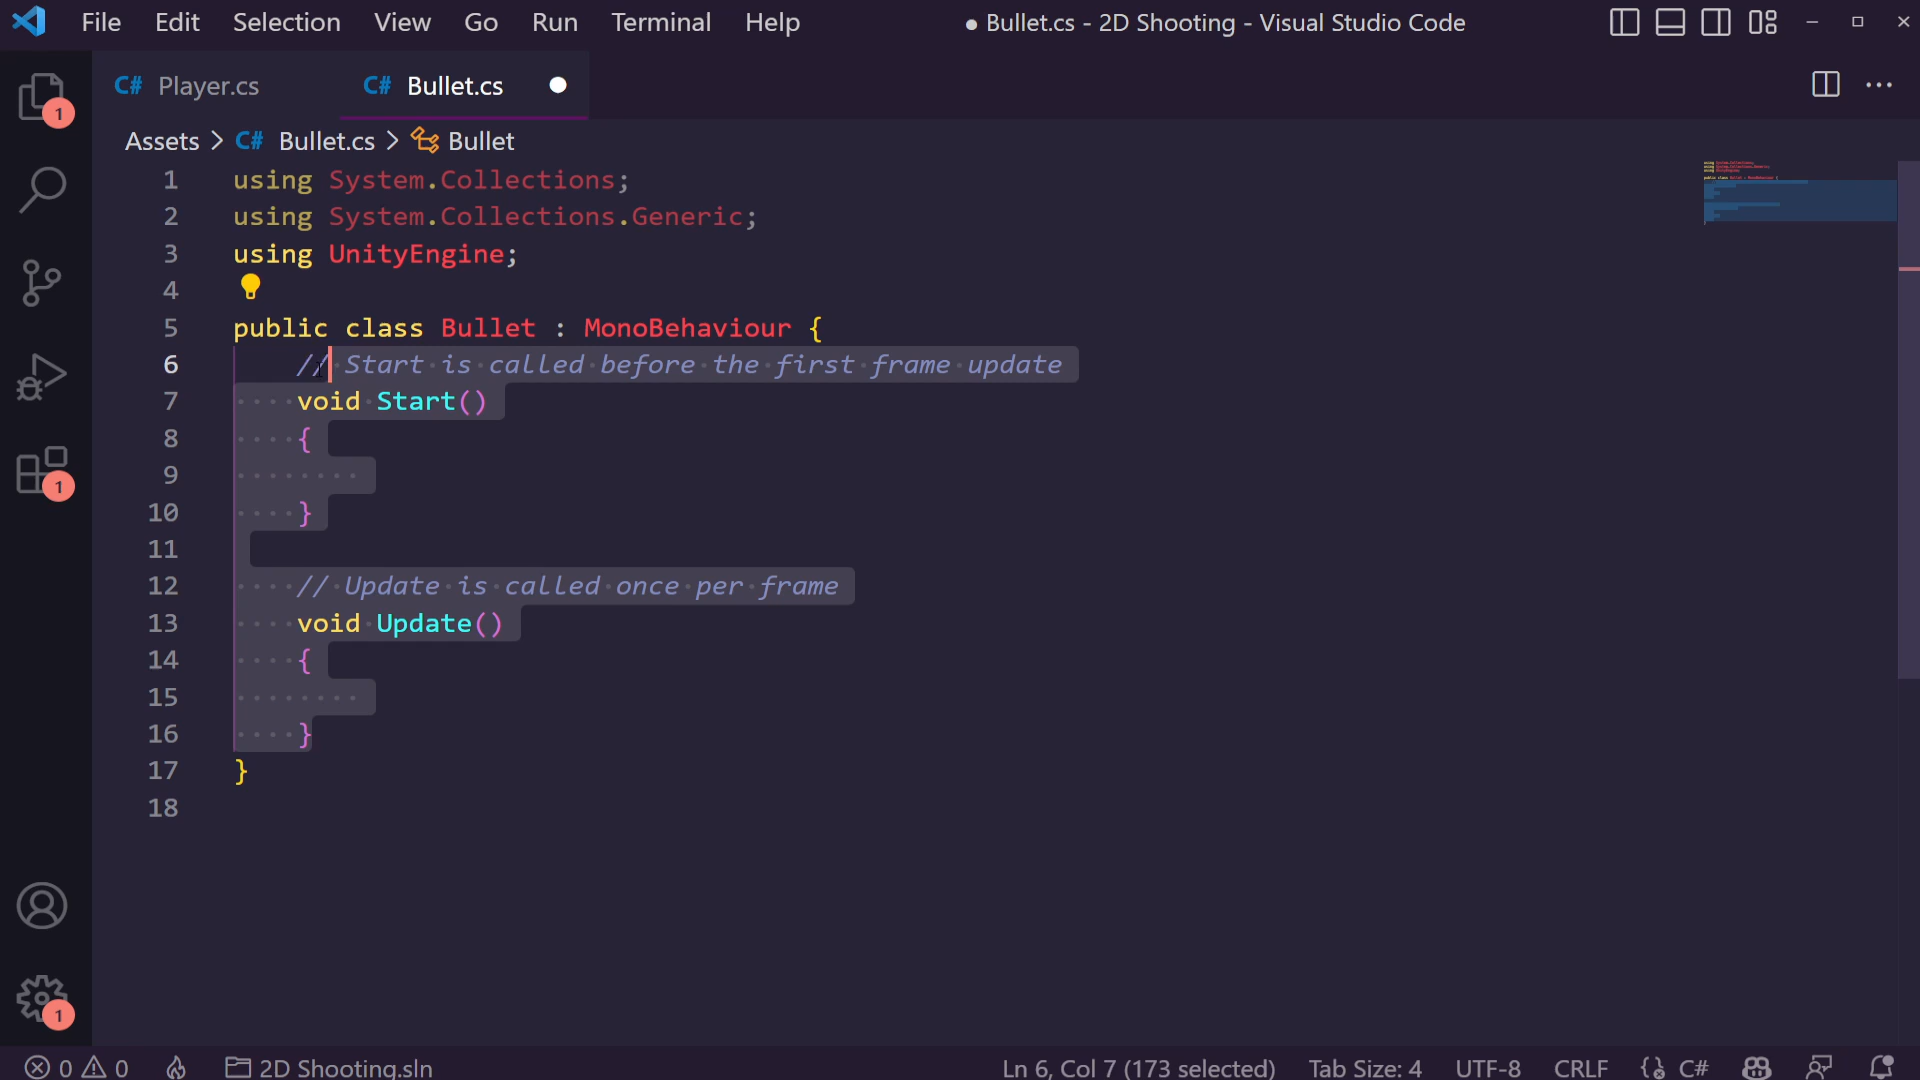 File Edit Selection View Go Run Terminal Help
● Bullet.cs - 2D Shooting - Visual Studio Code
C# Player.cs C# Bullet.cs
Assets > C# Bullet.cs > Bullet
1 using System.Collections;
2 using System.Collections.Generic;
3 using UnityEngine;
4
5 public class Bullet : MonoBehaviour {
6 // Start is called before the first frame update
7 void Start()
8 {
9
10 }
11
12 // Update is called once per frame
13 void Update()
14 {
15
16 }
17 }
18
1
1
1
0 0 2D Shooting.sln Ln 6, Col 7 (173 selected) Tab Size: 4 UTF-8 CRLF C#